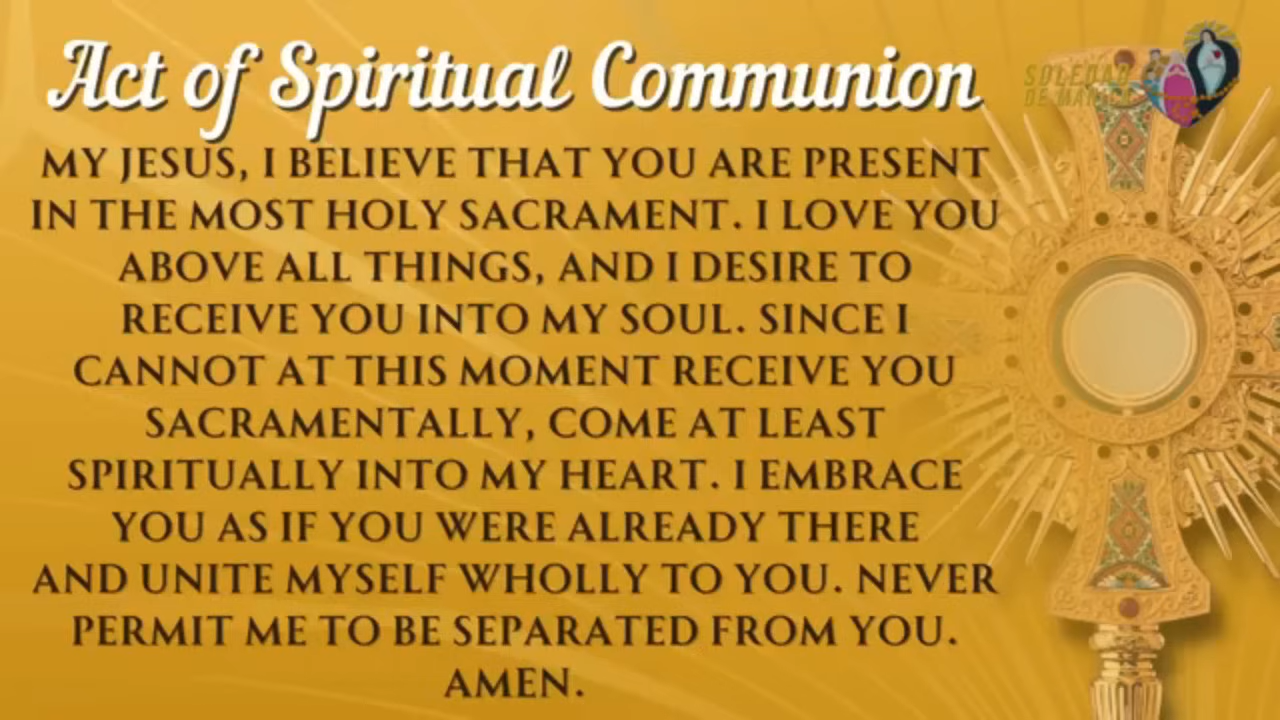 Act of Spiritual Communion
SOLEDAD
DE MANILA
MY JESUS, I BELIEVE THAT YOU ARE PRESENT
IN THE MOST HOLY SACRAMENT. I LOVE YOU
ABOVE ALL THINGS, AND I DESIRE TO
RECEIVE YOU INTO MY SOUL. SINCE I
CANNOT AT THIS MOMENT RECEIVE YOU
SACRAMENTALLY, COME AT LEAST
SPIRITUALLY INTO MY HEART. I EMBRACE
YOU AS IF YOU WERE ALREADY THERE
AND UNITE MYSELF WHOLLY TO YOU. NEVER
PERMIT ME TO BE SEPARATED FROM YOU.
AMEN.